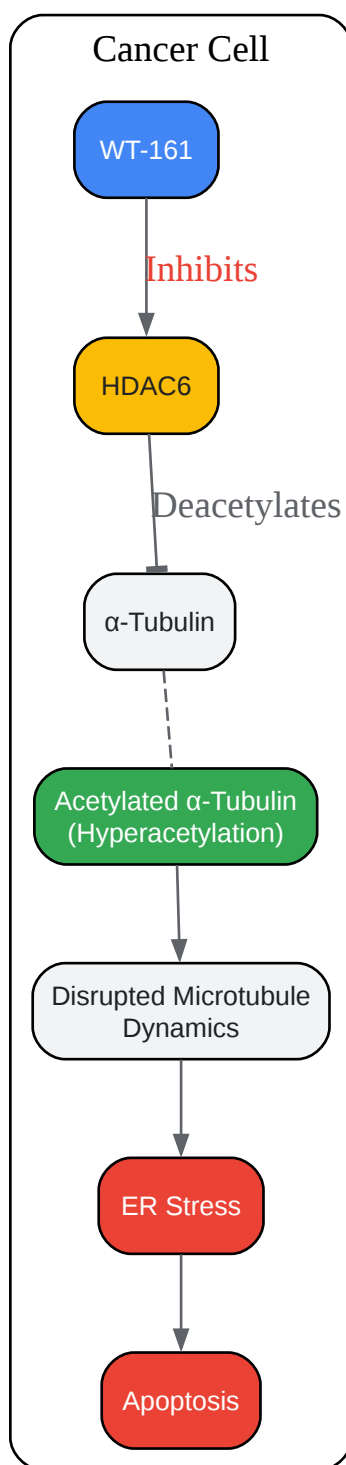 Cancer Cell
WT-161
Inhibits
HDAC6
Deacetylates
α-Tubulin
Acetylated α-Tubulin
(Hyperacetylation)
Disrupted Microtubule
Dynamics
ER Stress
Apoptosis